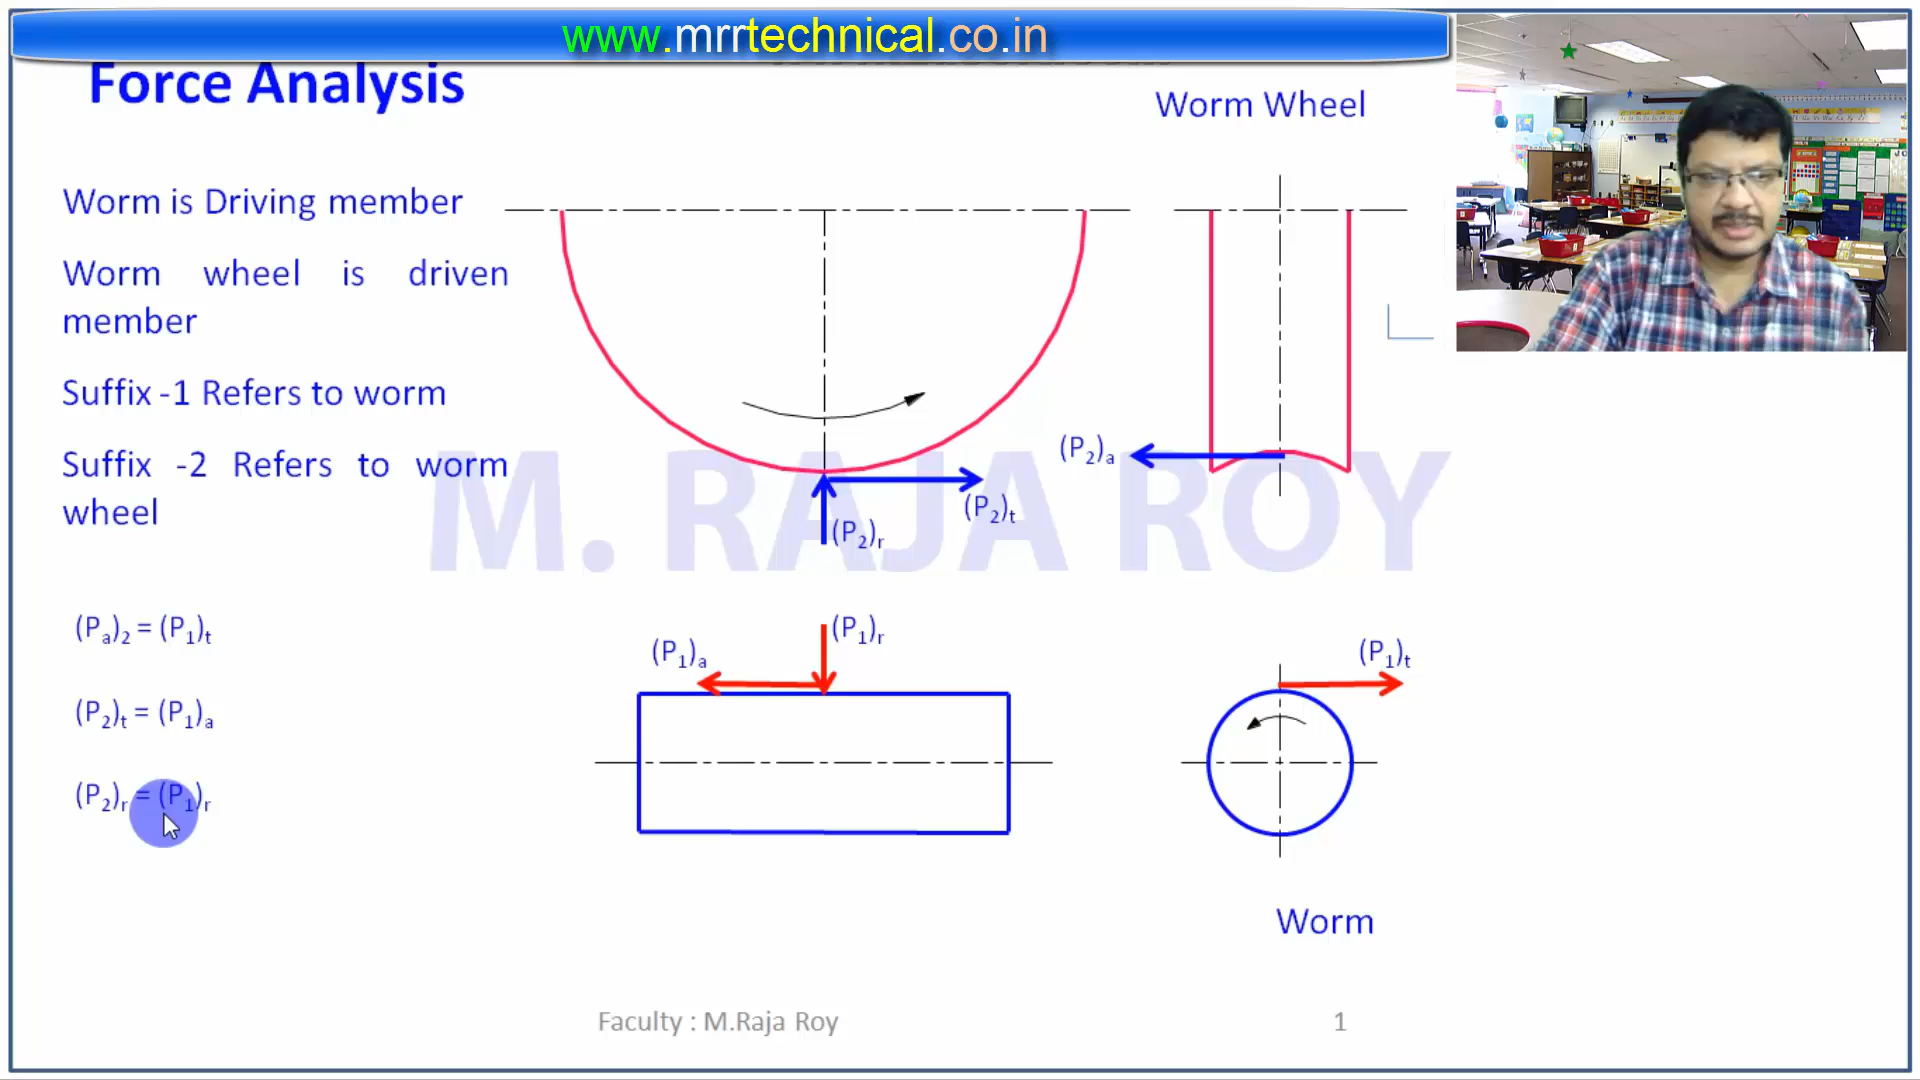 www.mrrtechnical.co.in
Force Analysis
Worm Wheel
Worm is Driving member
Worm wheel is driven
member
Suffix -1 Refers to worm
Suffix -2 Refers to worm
wheel
(P2)a
(P2)t
(P2)r
M. RAJA ROY
(Pa)2 = (P1)t
(P2)t = (P1)a
(P2)r = (P1)r
(P1)a
(P1)r
(P1)t
Worm
Faculty : M.Raja Roy
1